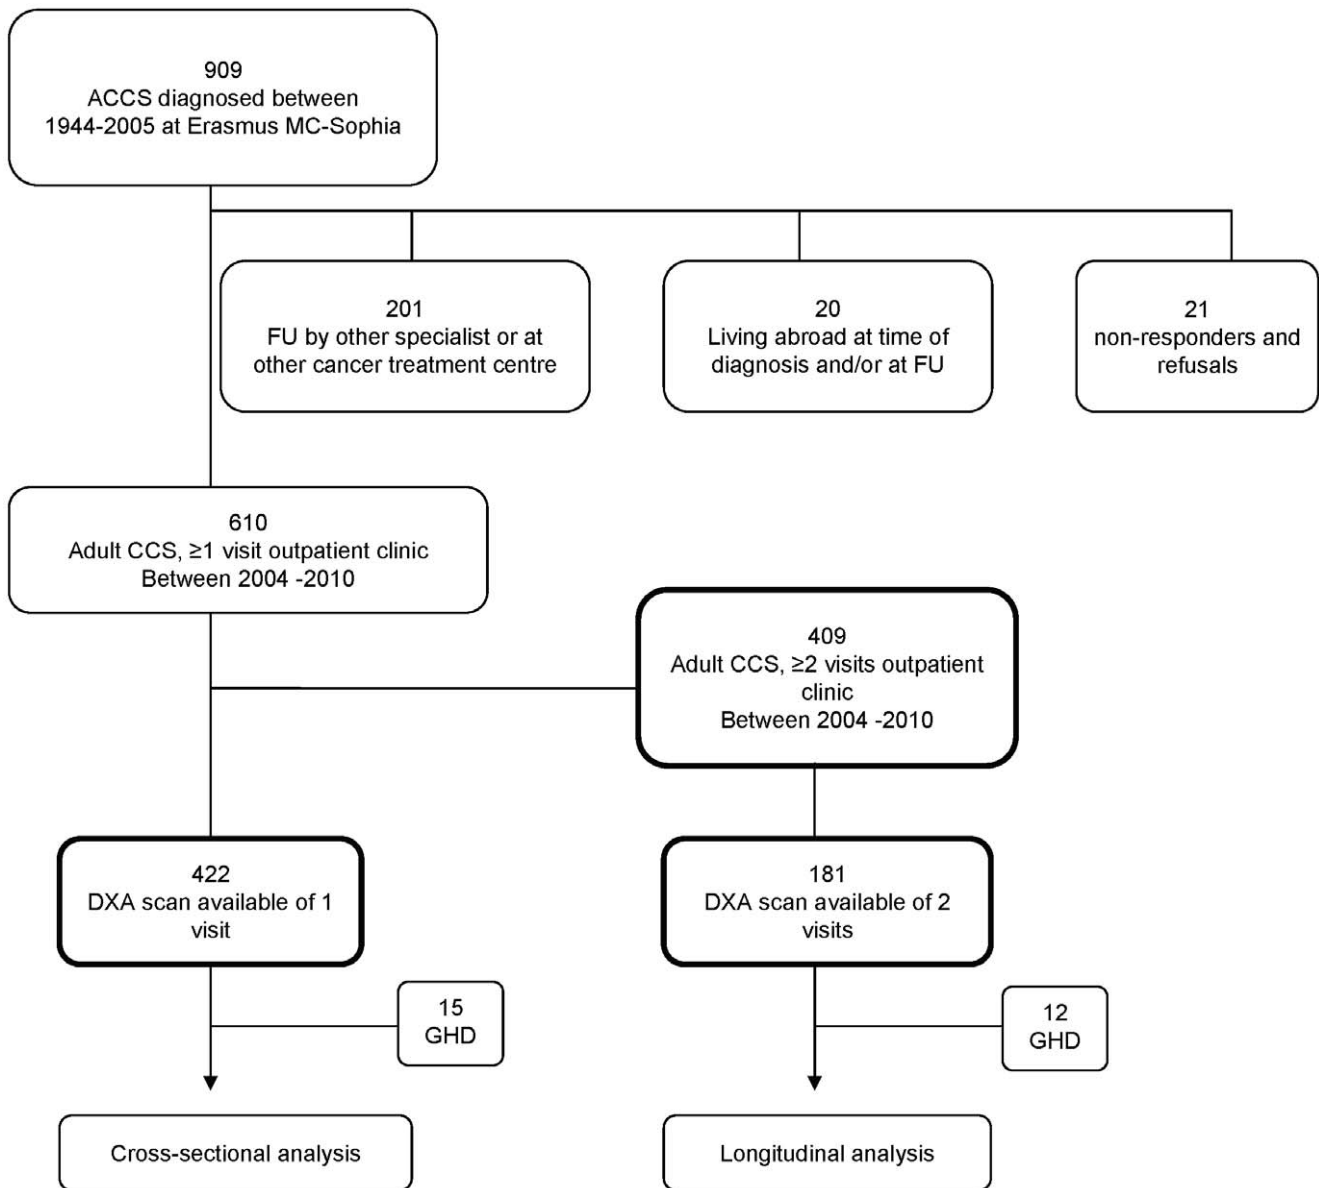 909
ACCS diagnosed between
1944-2005 at Erasmus MC-Sophia
201
FU by other specialist or at
other cancer treatment centre
20
Living abroad at time of
diagnosis and/or at FU
21
non-responders and
refusals
610
Adult CCS, ≥1 visit outpatient clinic
Between 2004 -2010
409
Adult CCS, ≥2 visits outpatient
clinic
Between 2004 -2010
422
DXA scan available of 1
visit
181
DXA scan available of 2
visits
15
GHD
12
GHD
Cross-sectional analysis
Longitudinal analysis